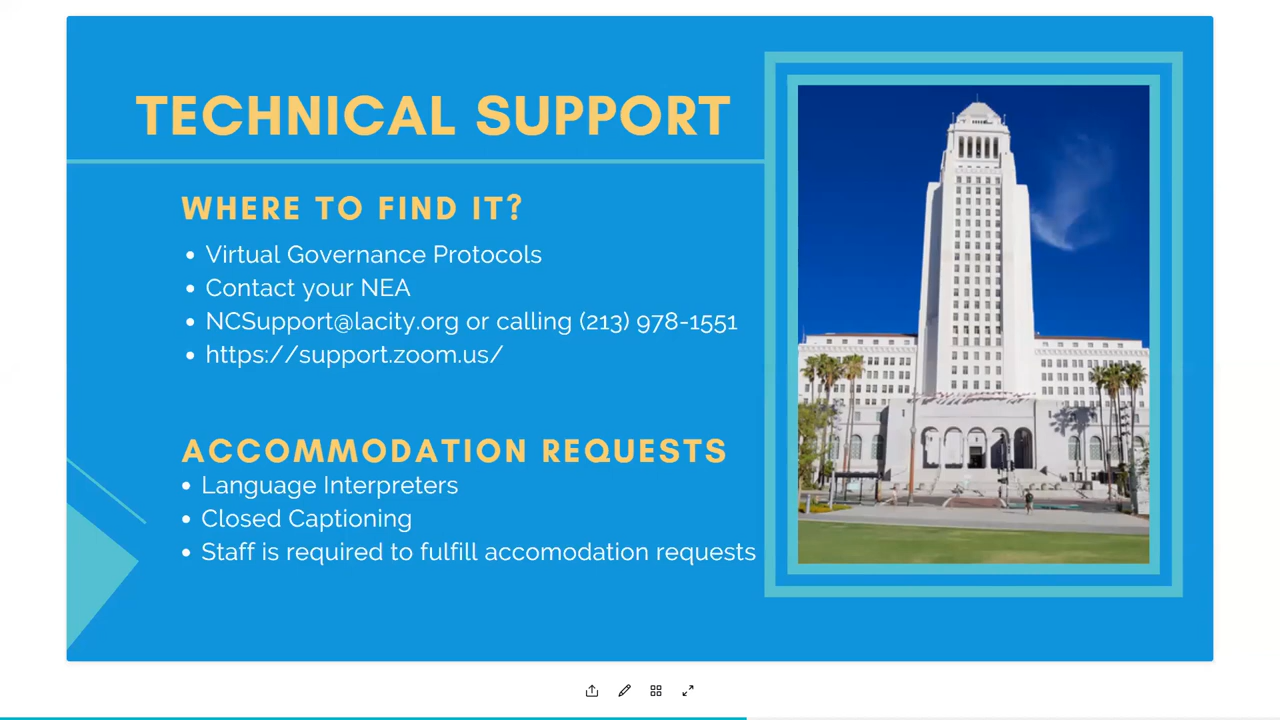 TECHNICAL SUPPORT
WHERE TO FIND IT?
• Virtual Governance Protocols
• Contact your NEA
• NCSupport@lacity.org or calling (213) 978-1551
• https://support.zoom.us/
ACCOMMODATION REQUESTS
• Language Interpreters
• Closed Captioning
• Staff is required to fulfill accomodation requests